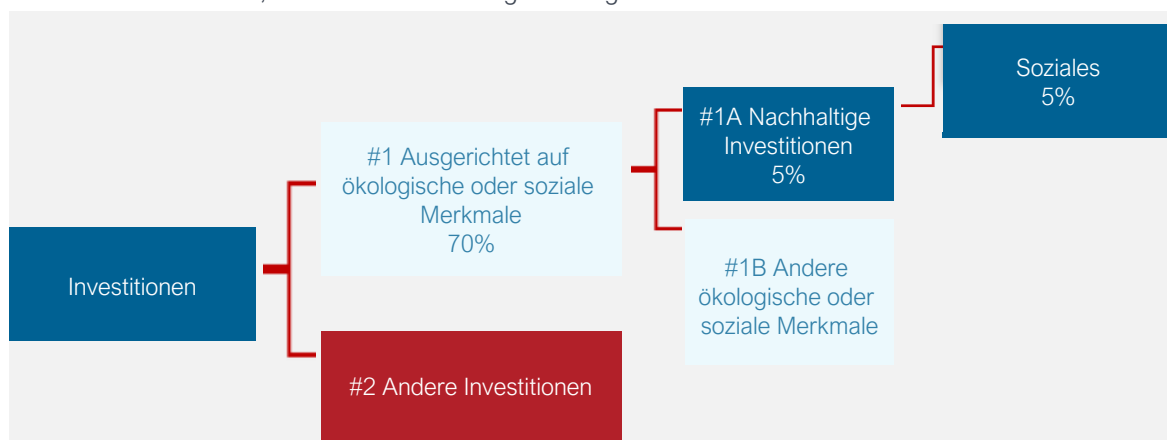 Soziales
5%
#1A Nachhaltige
Investitionen
5%
#1 Ausgerichtet auf
ökologische oder soziale
Merkmale
70%
#1B Andere
ökologische oder
soziale Merkmale
Investitionen
#2 Andere Investitionen